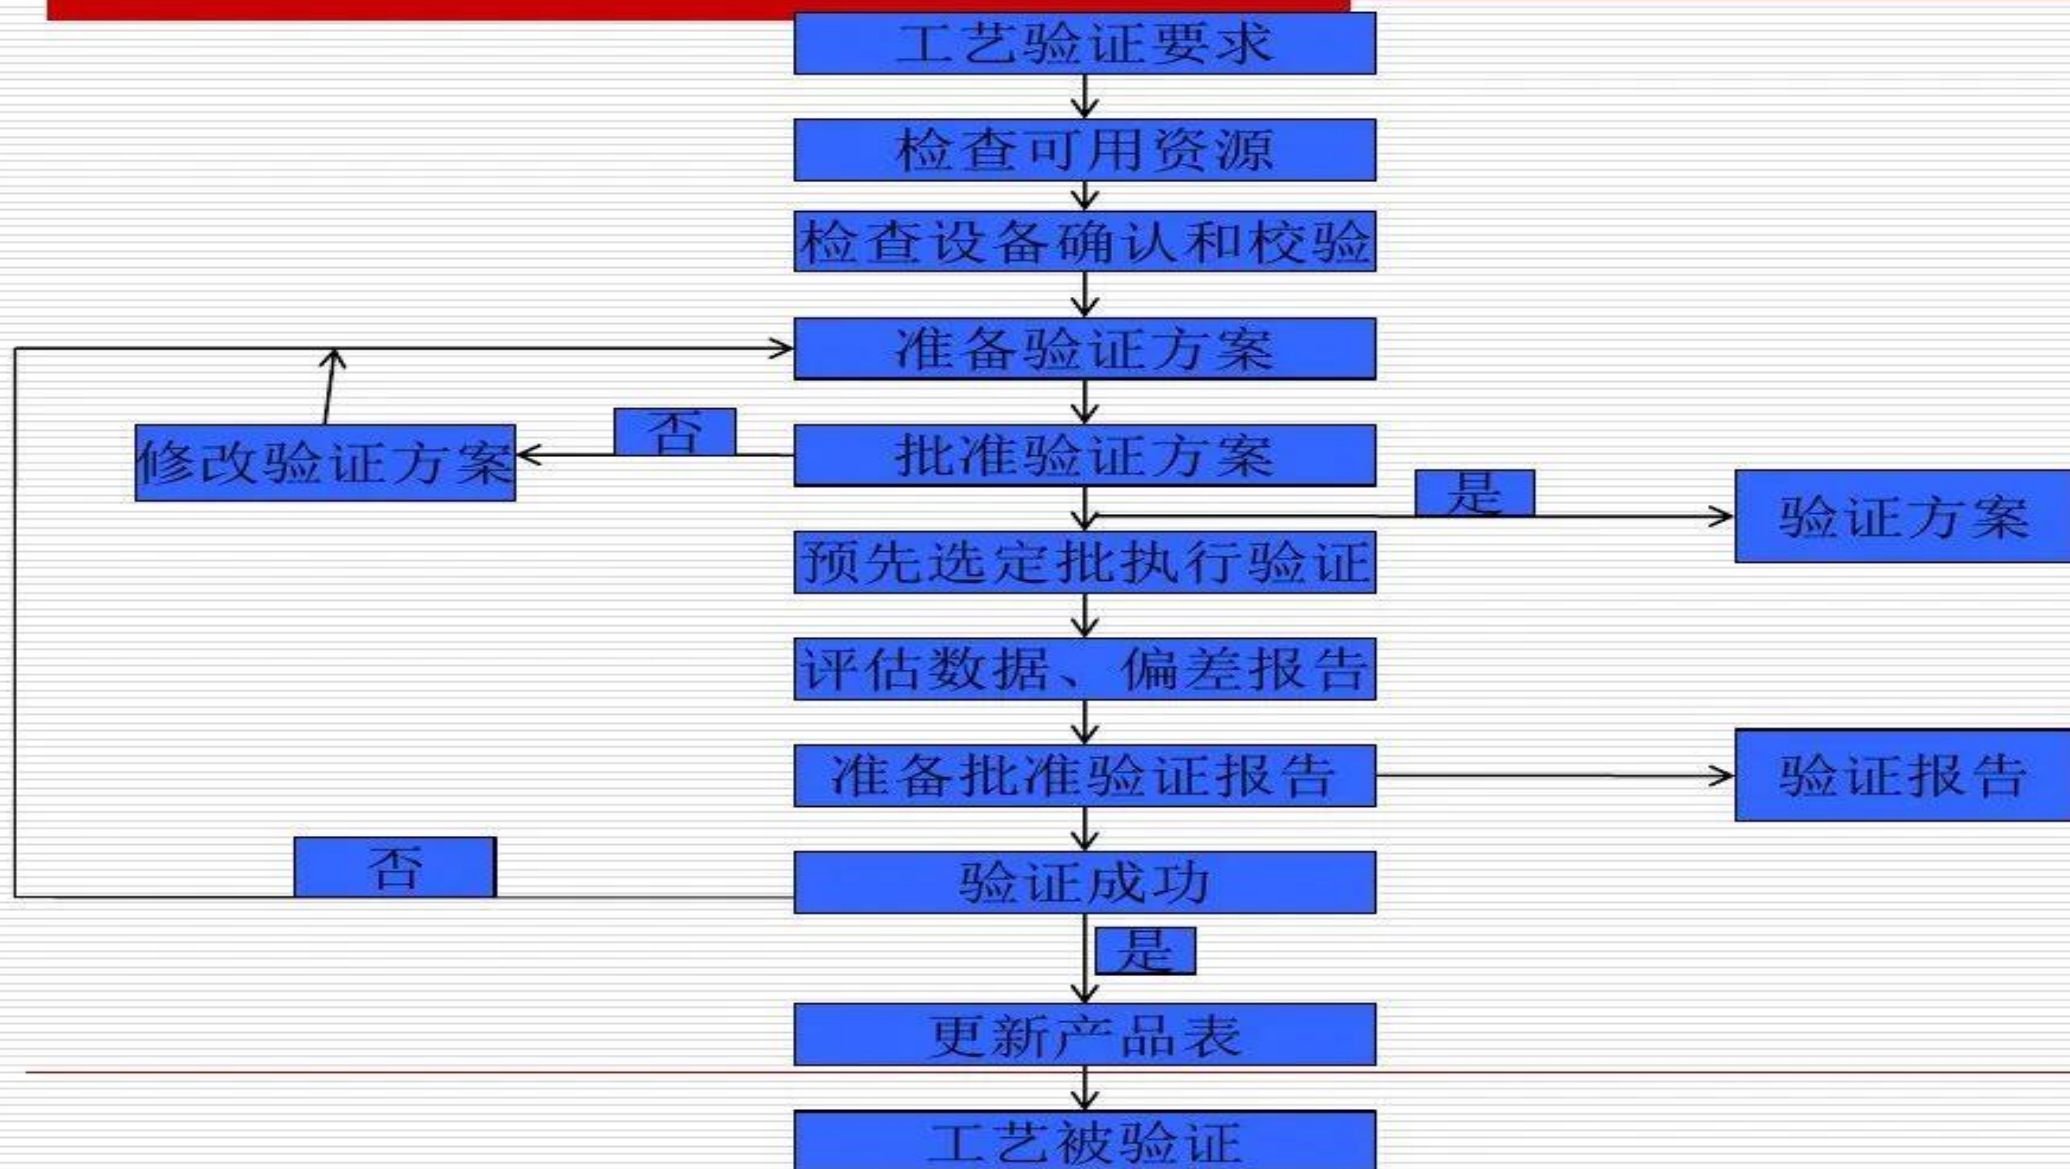 工艺验证要求
检查可用资源
检查设备确认和校验
准备验证方案
否
批准验证方案
修改验证方案
是
验证方案
预先选定批执行验证
评估数据、偏差报告
准备批准验证报告
验证报告
否
验证成功
是
更新产品表
工艺被验证